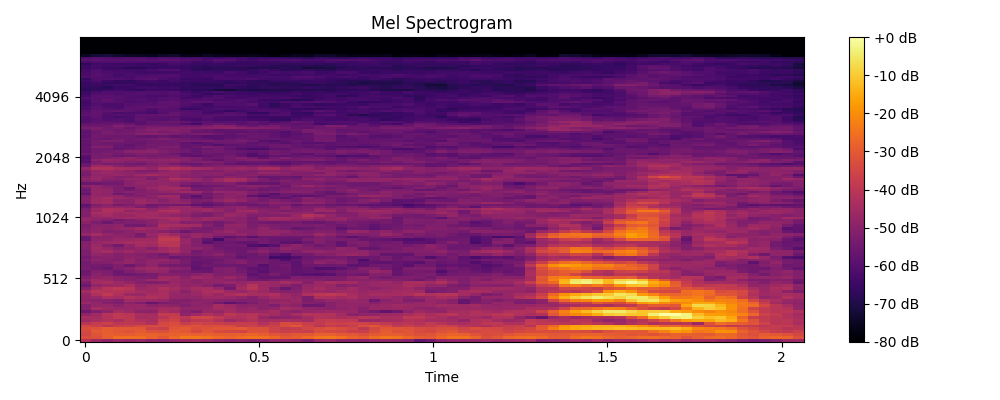 Mel Spectrogram
+0 dB
-10 dB
-20 dB
-30 dB
-40 dB
-50 dB
-60 dB
-70 dB
-80 dB
4096
2048
1024
512
0
Hz
0
0.5
1
1.5
2
Time